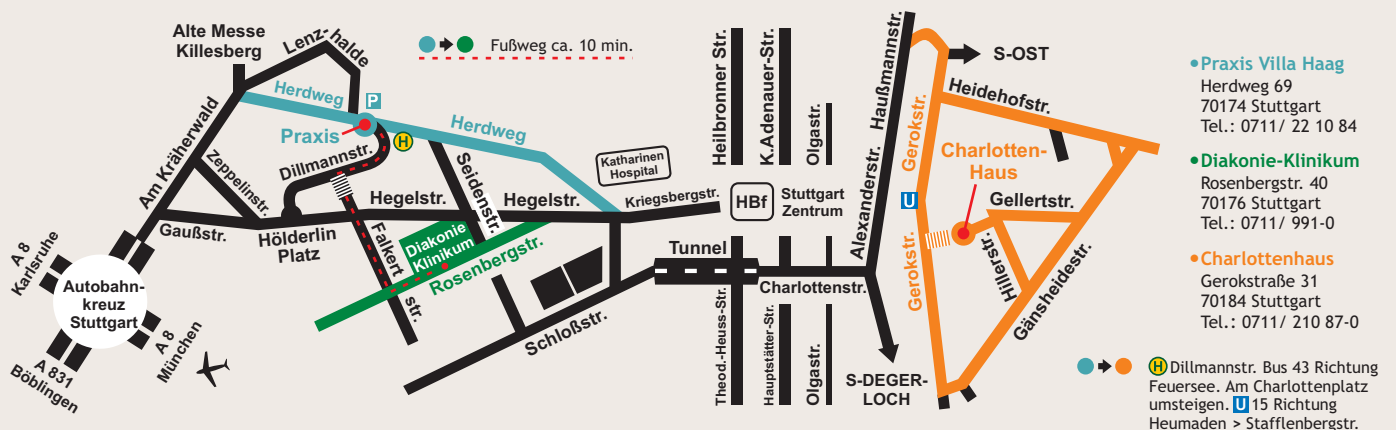 Alte Messe
Killesberg
Lenz-halde
Fußweg ca. 10 min.
Herdweg
P
Herdweg
Praxis
H
Am Kräherwald
Zeppelinstr.
Dillmannstr.
Seidenstr.
Katharinen
Hospital
Hegelstr.
Hegelstr.
Kriegsbergstr.
Gaußstr.
Hölderlin
Platz
Falkert
str.
Diakonie
Klinikum
Rosenbergstr.
Schloßstr.
A 8
Karlsruhe
Autobahn-
kreuz
Stuttgart
A 8
München
A 831
Böblingen
Heilbronner Str.
K.Adenauer-Str.
Olgastr.
HBf
Stuttgart
Zentrum
Tunnel
Charlottenstr.
Theod.-Heuss-Str.
Hauptstätter-Str.
Olgastr.
Alexanderstr.
Haußmannstr.
S-DEGER-
LOCH
S-OST
Heidehofstr.
Gerokstr.
Charlotten-
Haus
U
Gellertstr.
Gerokstr.
Hillerstr.
Gänsheidestr.
•Praxis Villa Haag
Herdweg 69
70174 Stuttgart
Tel.: 0711/ 22 10 84
•Diakonie-Klinikum
Rosenbergstr. 40
70176 Stuttgart
Tel.: 0711/ 991-0
•Charlottenhaus
Gerokstraße 31
70184 Stuttgart
Tel.: 0711/ 210 87-0
H Dillmannstr. Bus 43 Richtung
Feuersee. Am Charlottenplatz
umsteigen. U 15 Richtung
Heumaden > Stafflenbergstr.